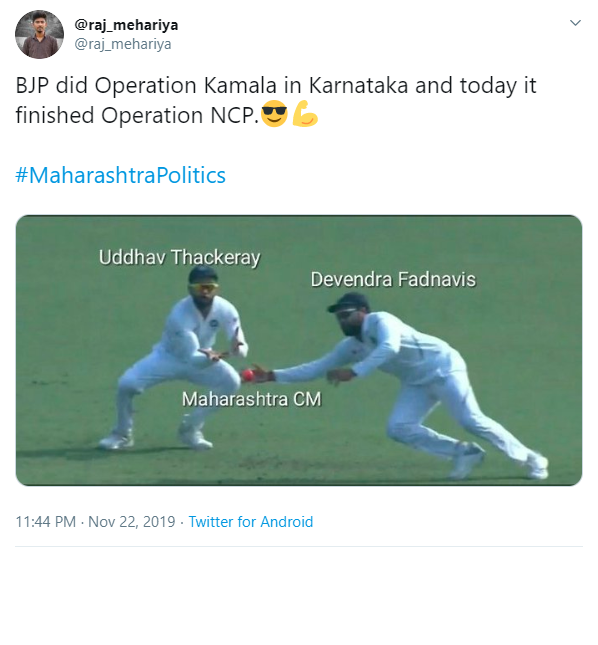 @raj_mehariya
@raj_mehariya
BJP did Operation Kamala in Karnataka and today it
finished Operation NCP.😎💪
#MaharashtraPolitics
Uddhav Thackeray
Devendra Fadnavis
Maharashtra CM
11:44 PM · Nov 22, 2019 · Twitter for Android